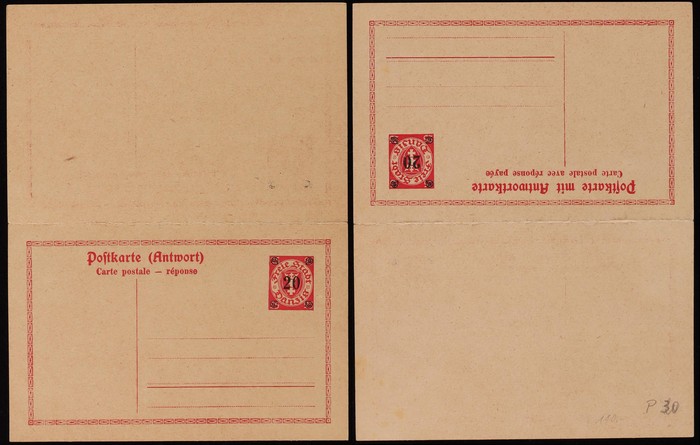 Postkarte (Antwort)
Carte postale — réponse
Freie Stadt
20
Danzig
Postkarte mit Antwortkarte
Carte postale avec réponse payée
Freie Stadt
20
Danzig
P 30